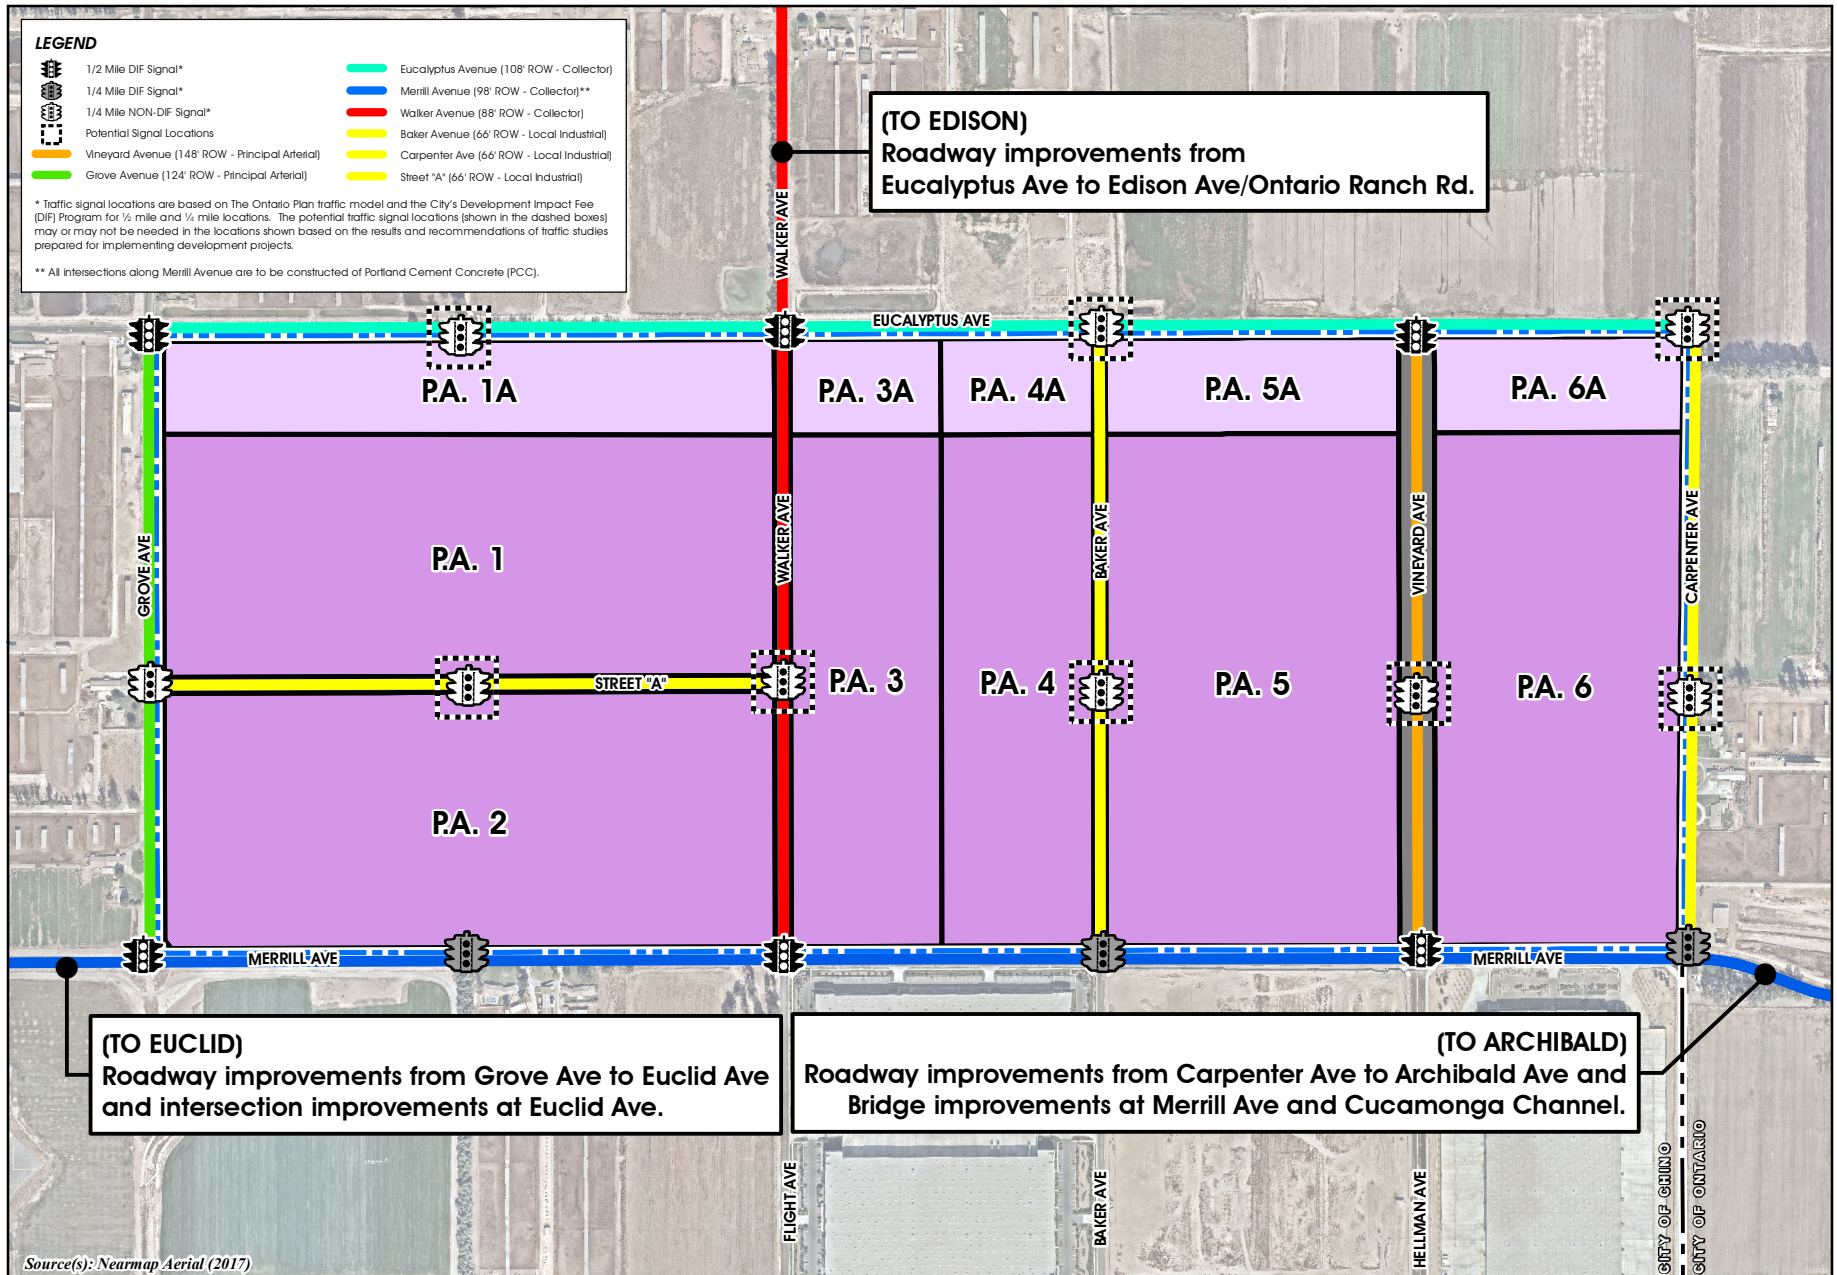 LEGEND
1/2 Mile DIF Signal*
1/4 Mile DIF Signal*
1/4 Mile NON-DIF Signal*
Potential Signal Locations
Vineyard Avenue (148' ROW - Principal Arterial)
Grove Avenue (124' ROW - Principal Arterial)
Eucalyptus Avenue (108' ROW - Collector)
Merrill Avenue (98' ROW - Collector)**
Walker Avenue (88' ROW - Collector)
Baker Avenue (66' ROW - Local Industrial)
Carpenter Ave (66' ROW - Local Industrial)
Street "A" (66' ROW - Local Industrial)
* Traffic signal locations are based on The Ontario Plan traffic model and the City's Development Impact Fee
(DIF) Program for ½ mile and ¼ mile locations. The potential traffic signal locations (shown in the dashed boxes)
may or may not be needed in the locations shown based on the results and recommendations of traffic studies
prepared for implementing development projects.
** All intersections along Merrill Avenue are to be constructed of Portland Cement Concrete (PCC).
(TO EDISON)
Roadway improvements from
Eucalyptus Ave to Edison Ave/Ontario Ranch Rd.
WALKER AVE
EUCALYPTUS AVE
P.A. 1A
P.A. 3A
P.A. 4A
P.A. 5A
P.A. 6A
GROVE AVE
P.A. 1
WALKER AVE
BAKER AVE
VINEYARD AVE
CARPENTER AVE
STREET "A"
P.A. 3
P.A. 4
P.A. 5
P.A. 6
P.A. 2
MERRILL AVE
MERRILL AVE
(TO EUCLID)
Roadway improvements from Grove Ave to Euclid Ave
and intersection improvements at Euclid Ave.
(TO ARCHIBALD)
Roadway improvements from Carpenter Ave to Archibald Ave and
Bridge improvements at Merrill Ave and Cucamonga Channel.
FLIGHT AVE
BAKER AVE
HELLMAN AVE
CITY OF CHINO
CITY OF ONTARIO
Source(s): Nearmap Aerial (2017)